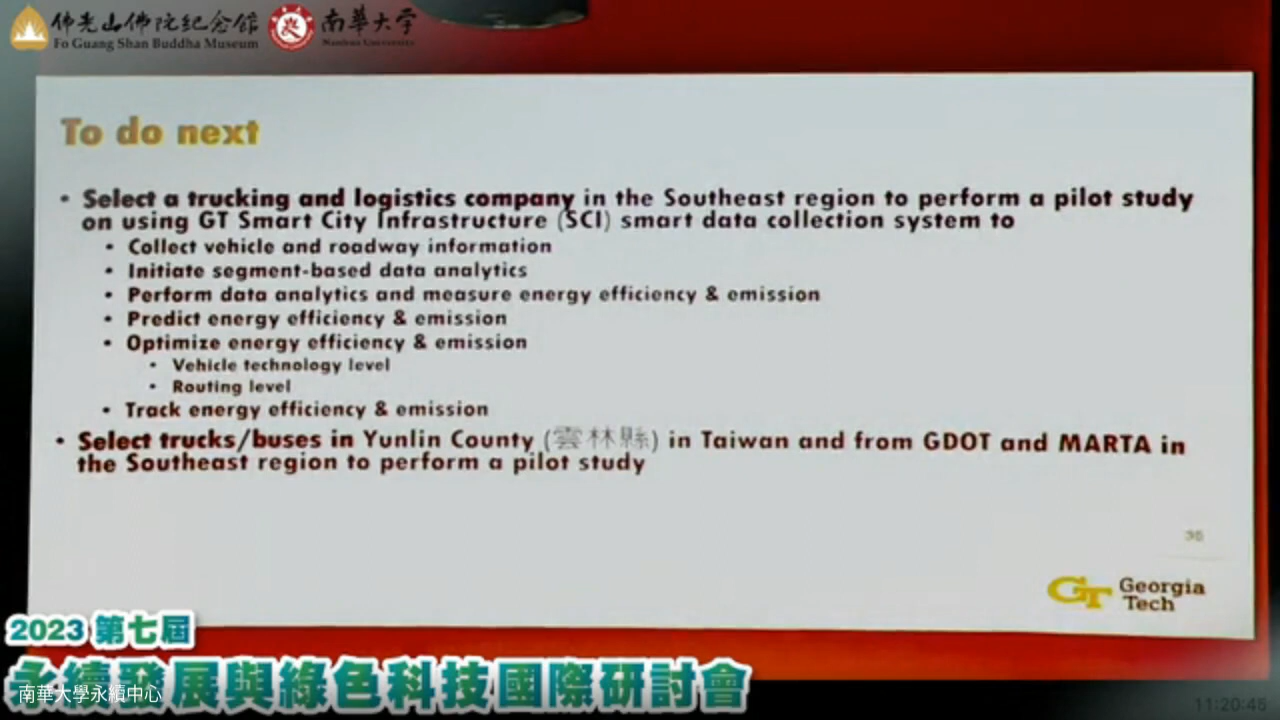 佛光山佛陀紀念館
Fo Guang Shan Buddha Museum
南華大學
Nanhua University
To do next
• Select a trucking and logistics company in the Southeast region to perform a pilot study
on using GT Smart City Infrastructure (SCI) smart data collection system to
• Collect vehicle and roadway information
• Initiate segment-based data analytics
• Perform data analytics and measure energy efficiency & emission
• Predict energy efficiency & emission
• Optimize energy efficiency & emission
• Vehicle technology level
• Routing level
• Track energy efficiency & emission
• Select trucks/buses in Yunlin County (雲林縣) in Taiwan and from GDOT and MARTA in
the Southeast region to perform a pilot study
36
GT Georgia
Tech
2023 第七屆
永續發展與綠色科技國際研討會
南華大學永續中心
11:20:46